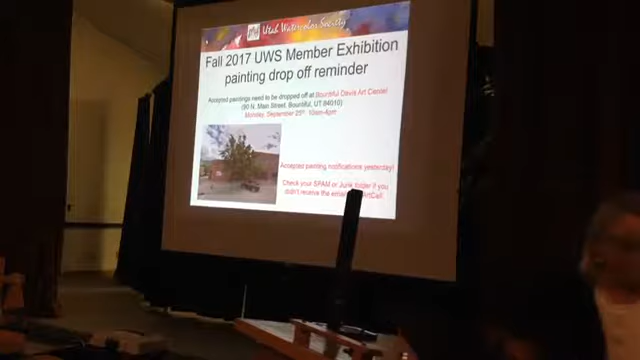 Utah Watercolor Society
Fall 2017 UWS Member Exhibition
painting drop off reminder
Accepted paintings need to be dropped off at Bountiful Davis Art Center
(90 N. Main Street, Bountiful, UT 84010)
Monday, September 25th 10am-4pm
Accepted painting notifications yesterday!
Check your SPAM or Junk folder if you
didn't receive the email ArtCall.